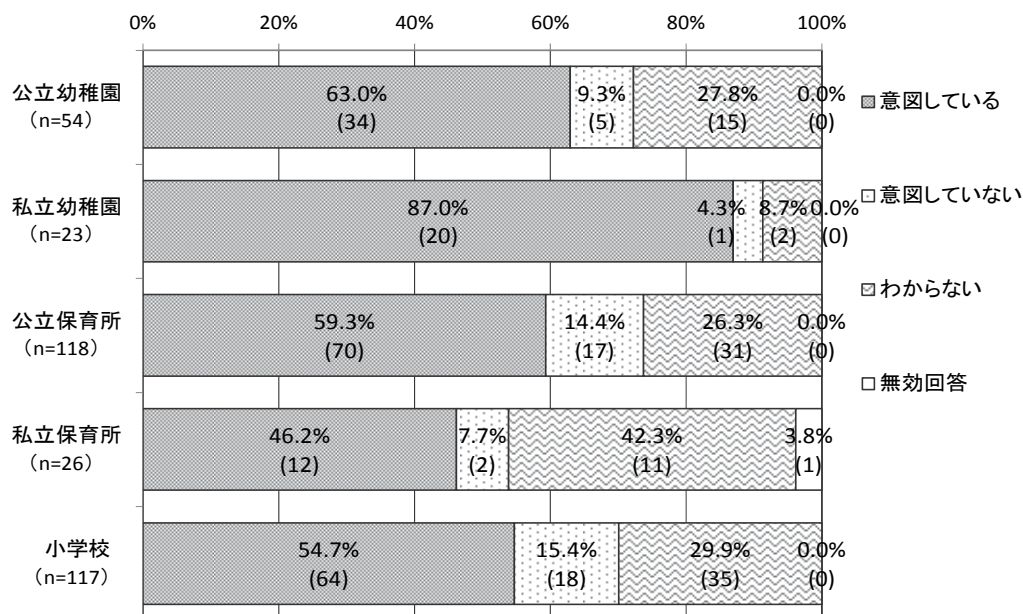 0% 20% 40% 60% 80% 100%
公立幼稚園
（n=54）
63.0%
(34)
9.3%
(5)
27.8%
(15)
0.0%
(0)
私立幼稚園
（n=23）
87.0%
(20)
4.3%
(1)
8.7%
(2)
0.0%
(0)
公立保育所
（n=118）
59.3%
(70)
14.4%
(17)
26.3%
(31)
0.0%
(0)
私立保育所
（n=26）
46.2%
(12)
7.7%
(2)
42.3%
(11)
3.8%
(1)
小学校
（n=117）
54.7%
(64)
15.4%
(18)
29.9%
(35)
0.0%
(0)
意図している
意図していない
わからない
無効回答